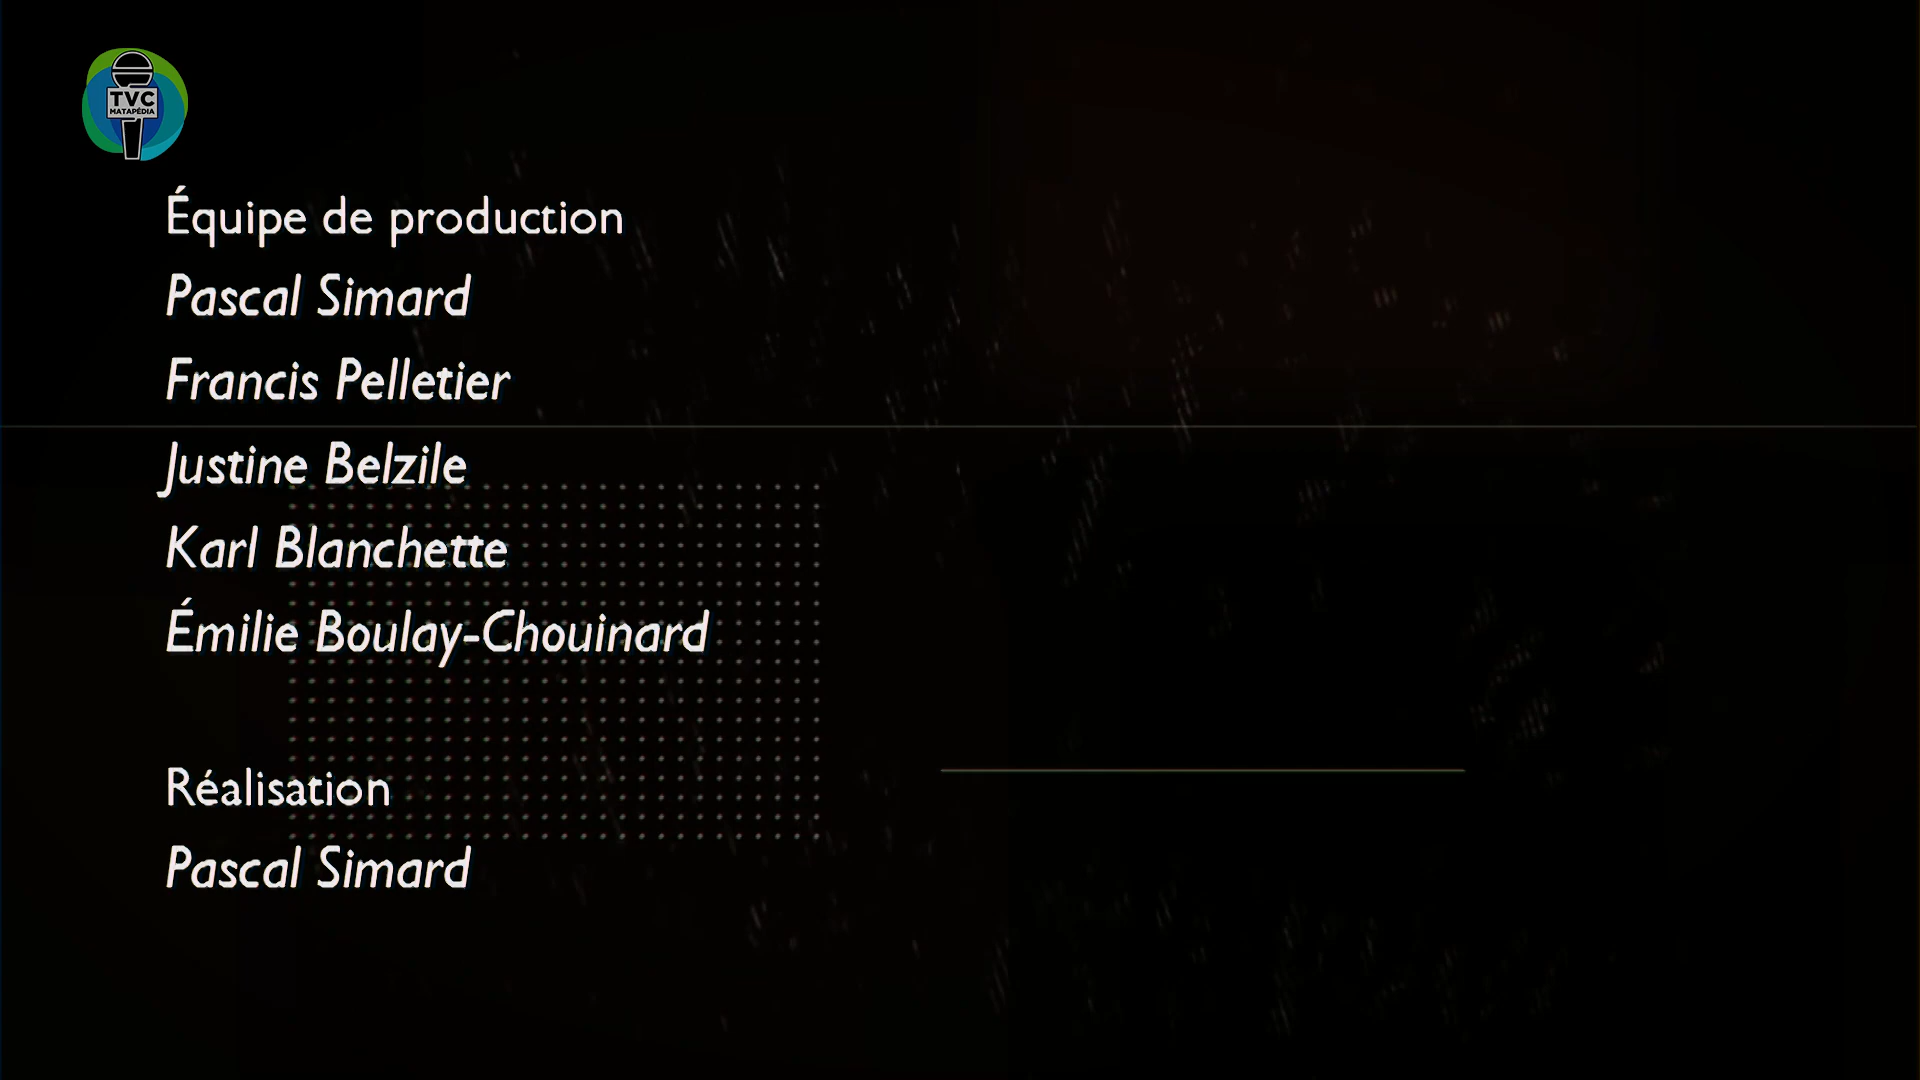 TVC
MATAPÉDIA
Équipe de production
Pascal Simard
Francis Pelletier
Justine Belzile
Karl Blanchette
Émilie Boulay-Chouinard
Réalisation
Pascal Simard